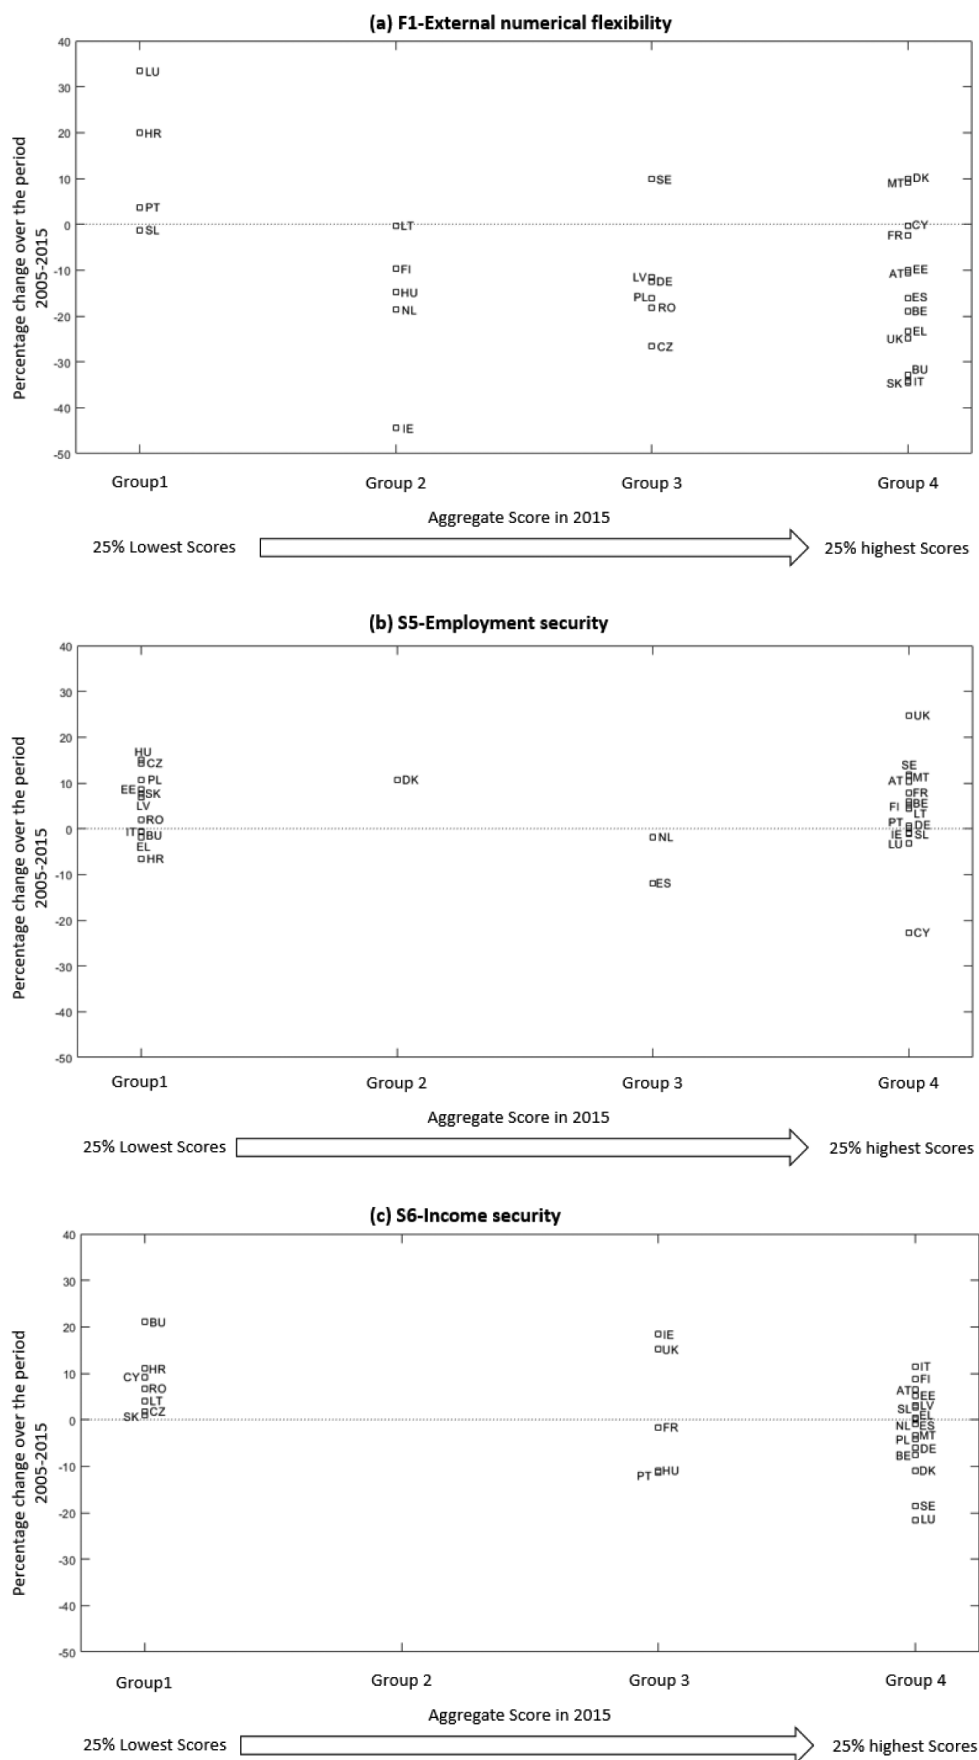 (a) F1-External numerical flexibility
Percentage change over the period
2005-2015
40
30
20
10
0
-10
-20
-30
-40
-50
LU
HR
PT
SL
LT
FI
HU
NL
IE
SE
LV
DE
PL
RO
CZ
DK
MT
CY
FR
EE
AT
ES
BE
EL
UK
BU
SK
IT
Group1
Group 2
Group 3
Group 4
Aggregate Score in 2015
25% Lowest Scores
25% highest Scores
(b) S5-Employment security
Percentage change over the period
2005-2015
40
30
20
10
0
-10
-20
-30
-40
-50
HU
CZ
PL
EE
SK
LV
RO
IT
BU
EL
HR
DK
NL
ES
UK
SE
MT
AT
FR
BE
FI
LT
PT
DE
IE
SL
LU
CY
Group1
Group 2
Group 3
Group 4
Aggregate Score in 2015
25% Lowest Scores
25% highest Scores
(c) S6-Income security
Percentage change over the period
2005-2015
40
30
20
10
0
-10
-20
-30
-40
-50
BU
HR
CY
RO
LT
CZ
SK
IE
UK
FR
HU
PT
IT
FI
AT
EE
LV
SL
EL
NL
ES
MT
PL
DE
BE
DK
SE
LU
Group1
Group 2
Group 3
Group 4
Aggregate Score in 2015
25% Lowest Scores
25% highest Scores